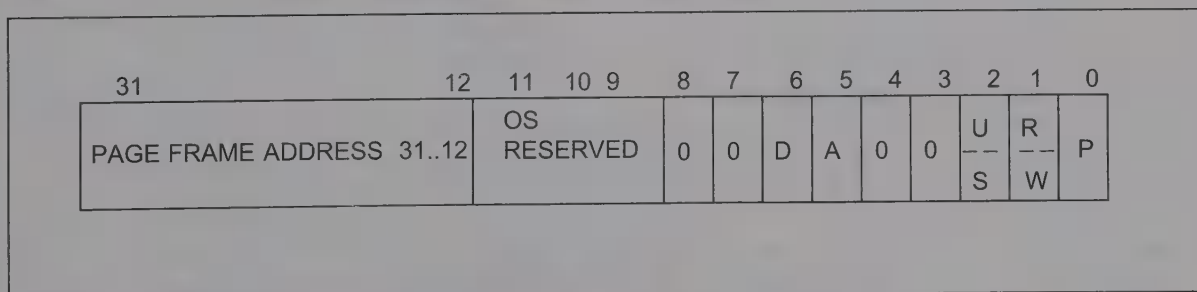 31 12 11 10 9 8 7 6 5 4 3 2 1 0
PAGE FRAME ADDRESS 31..12 OS RESERVED 0 0 D A 0 0 U/S R/W P